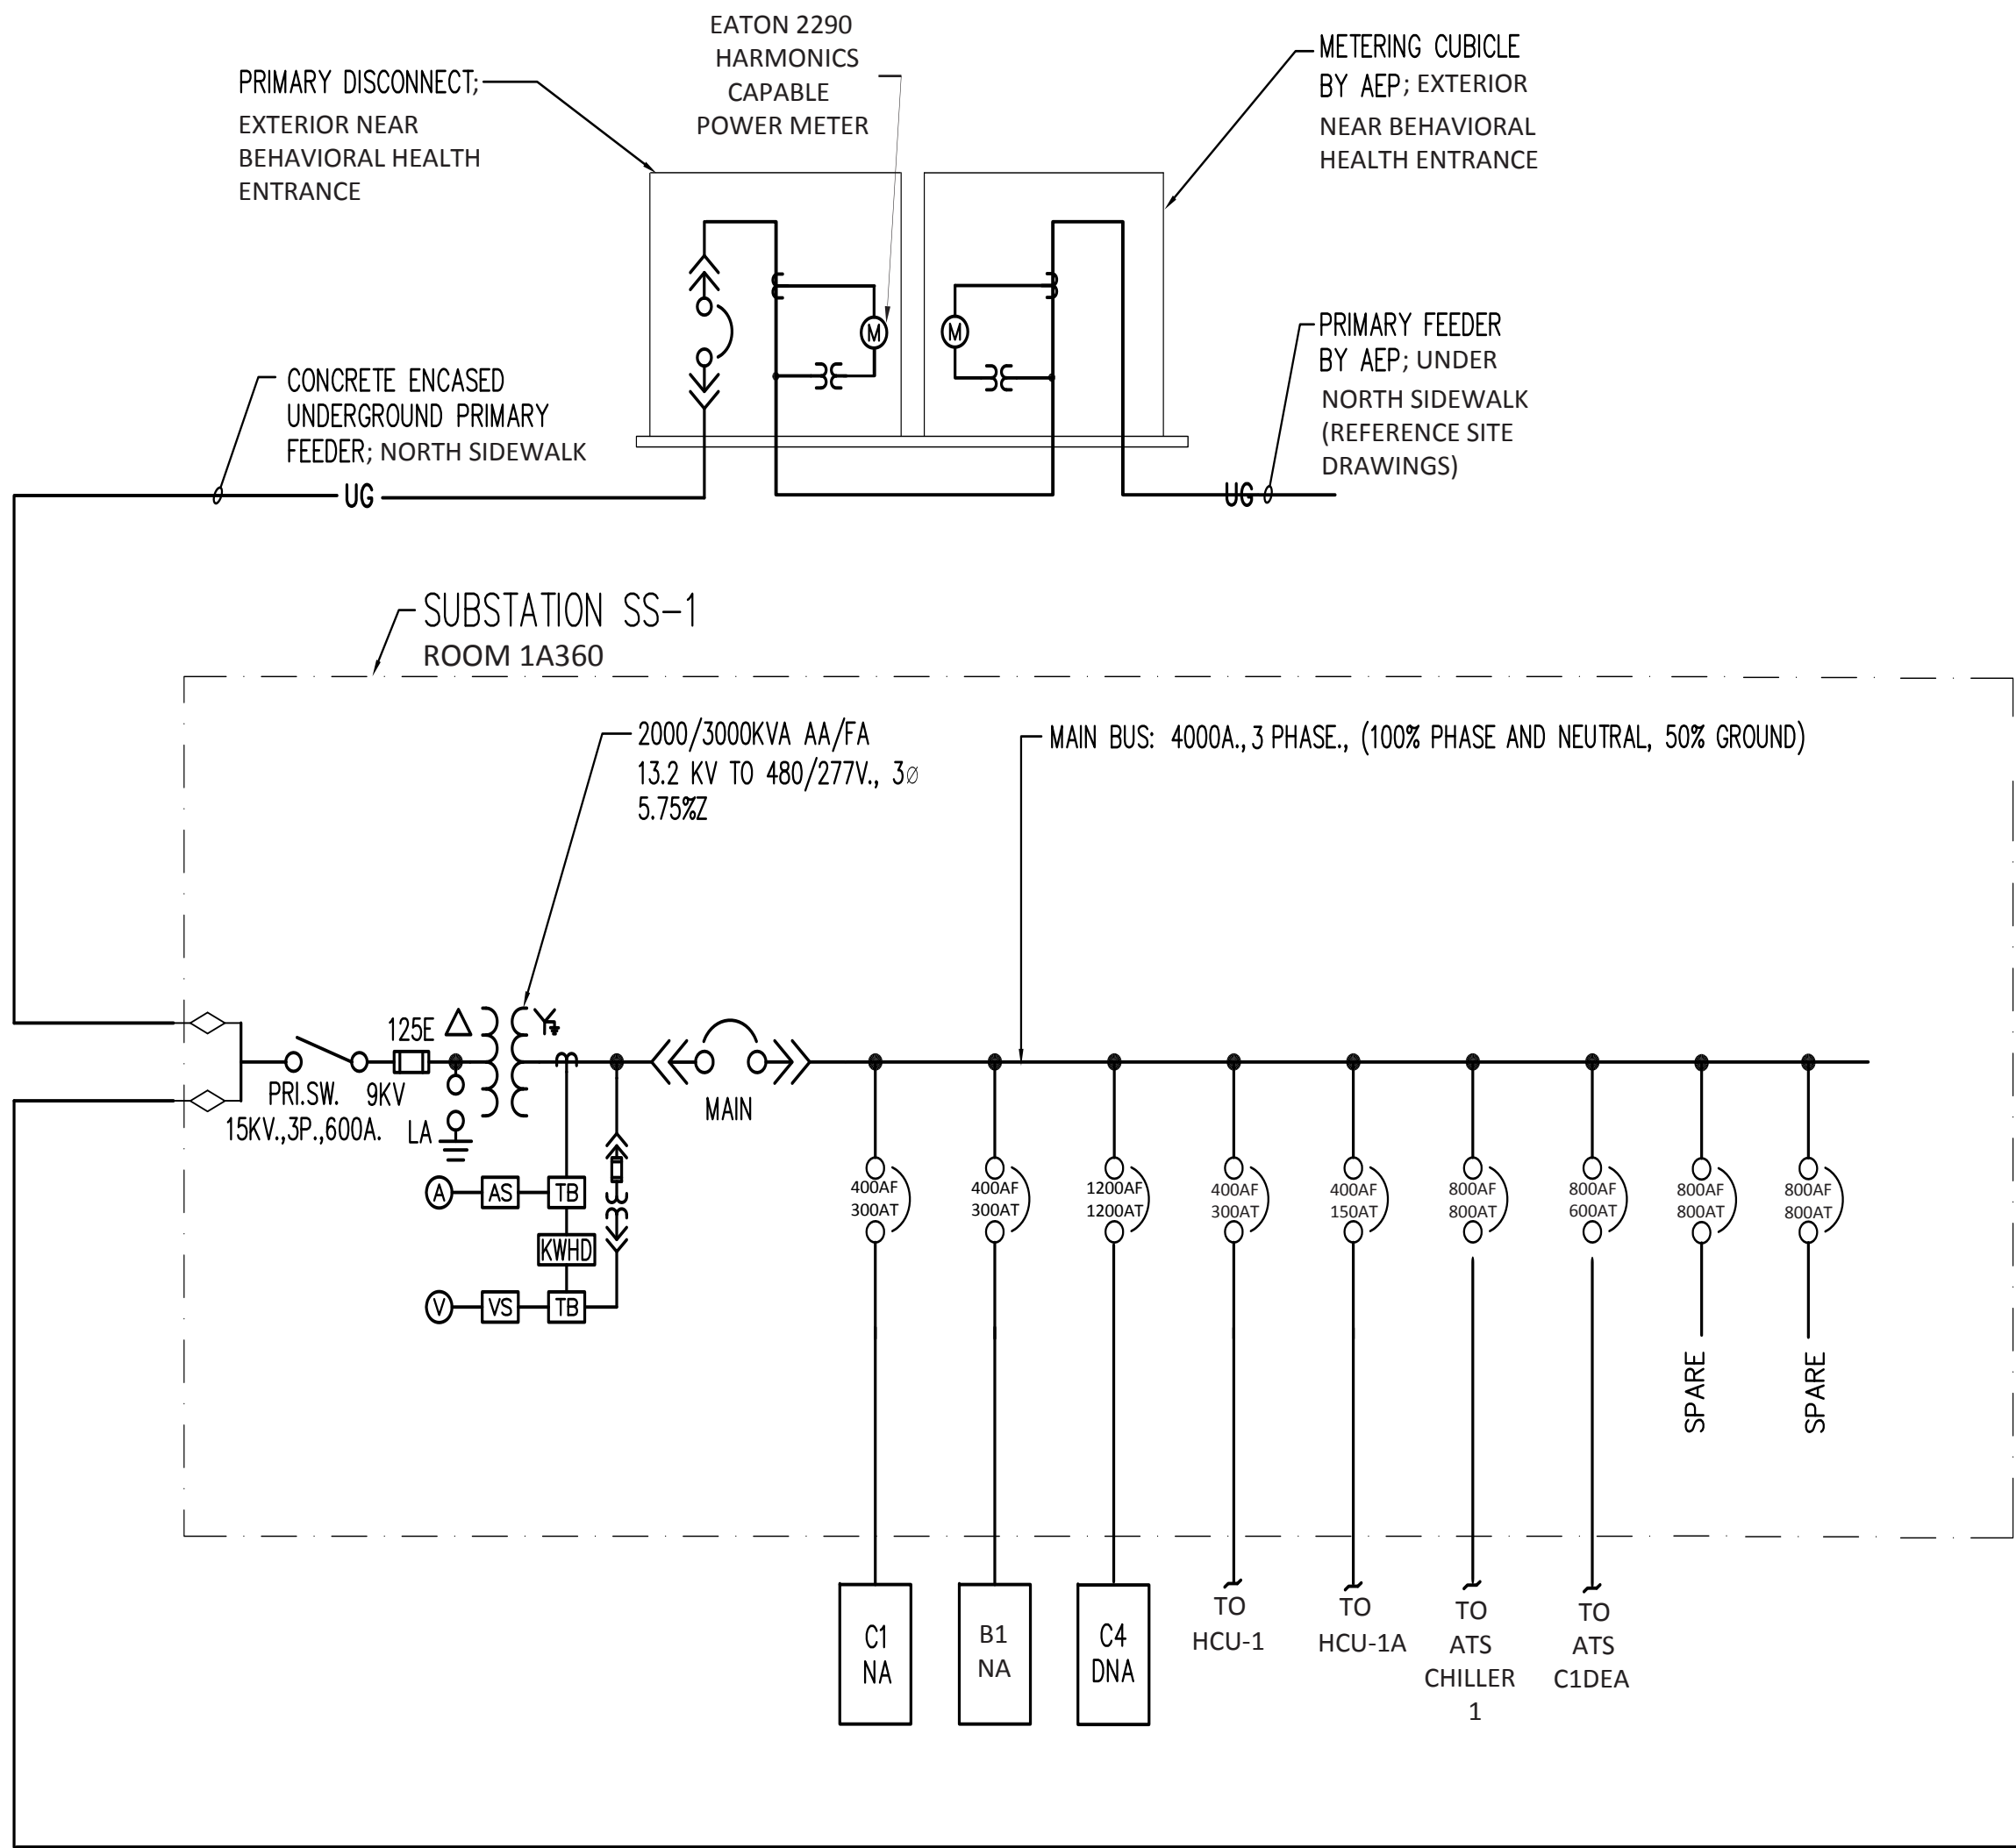 EATON 2290
HARMONICS
CAPABLE
POWER METER
PRIMARY DISCONNECT;
EXTERIOR NEAR
BEHAVIORAL HEALTH
ENTRANCE
METERING CUBICLE
BY AEP; EXTERIOR
NEAR BEHAVIORAL
HEALTH ENTRANCE
M
M
PRIMARY FEEDER
BY AEP; UNDER
NORTH SIDEWALK
(REFERENCE SITE
DRAWINGS)
CONCRETE ENCASED
UNDERGROUND PRIMARY
FEEDER; NORTH SIDEWALK
UG
UG
SUBSTATION SS-1
ROOM 1A360
2000/3000KVA AA/FA
13.2 KV TO 480/277V., 3∅
5.75%Z
MAIN BUS: 4000A., 3 PHASE., (100% PHASE AND NEUTRAL, 50% GROUND)
125E
PRI.SW.
15KV.,3P.,600A.
9KV
LA
MAIN
A
AS
TB
KWHD
V
VS
TB
400AF
300AT
400AF
300AT
1200AF
1200AT
400AF
300AT
400AF
150AT
800AF
800AT
800AF
600AT
800AF
800AT
800AF
800AT
SPARE
SPARE
C1
NA
B1
NA
C4
DNA
TO
HCU-1
TO
HCU-1A
TO
ATS
CHILLER
1
TO
ATS
C1DEA